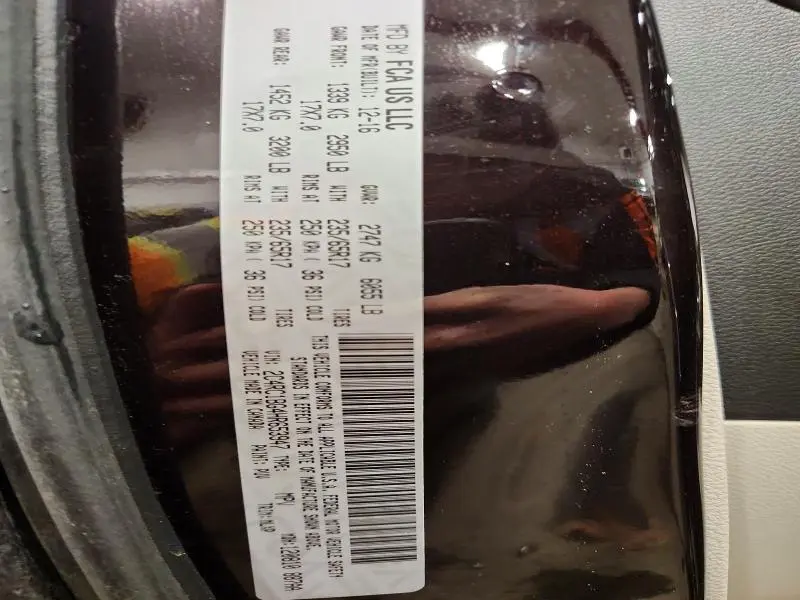 MFD BY FCA US LLC
DATE OF MFR(BUILT): 12-16 GVWR: 2747 KG 6055 LB
GAWR FRONT: 1339 KG 2950 LB WITH 235/65R17 TIRES
17X7.0 RIMS AT 250 KPA ( 36 PSI) COLD
GAWR REAR: 1452 KG 3200 LB WITH 235/65R17 TIRES
17X7.0 RIMS AT 250 KPA ( 36 PSI) COLD
THIS VEHICLE CONFORMS TO ALL APPLICABLE U.S.A. FEDERAL MOTOR VEHICLE SAFETY
STANDARDS IN EFFECT ON THE DATE OF MANUFACTURE SHOWN ABOVE.
VIN: TYPE: MPV
VEHICLE MADE IN CANADA PAINT: